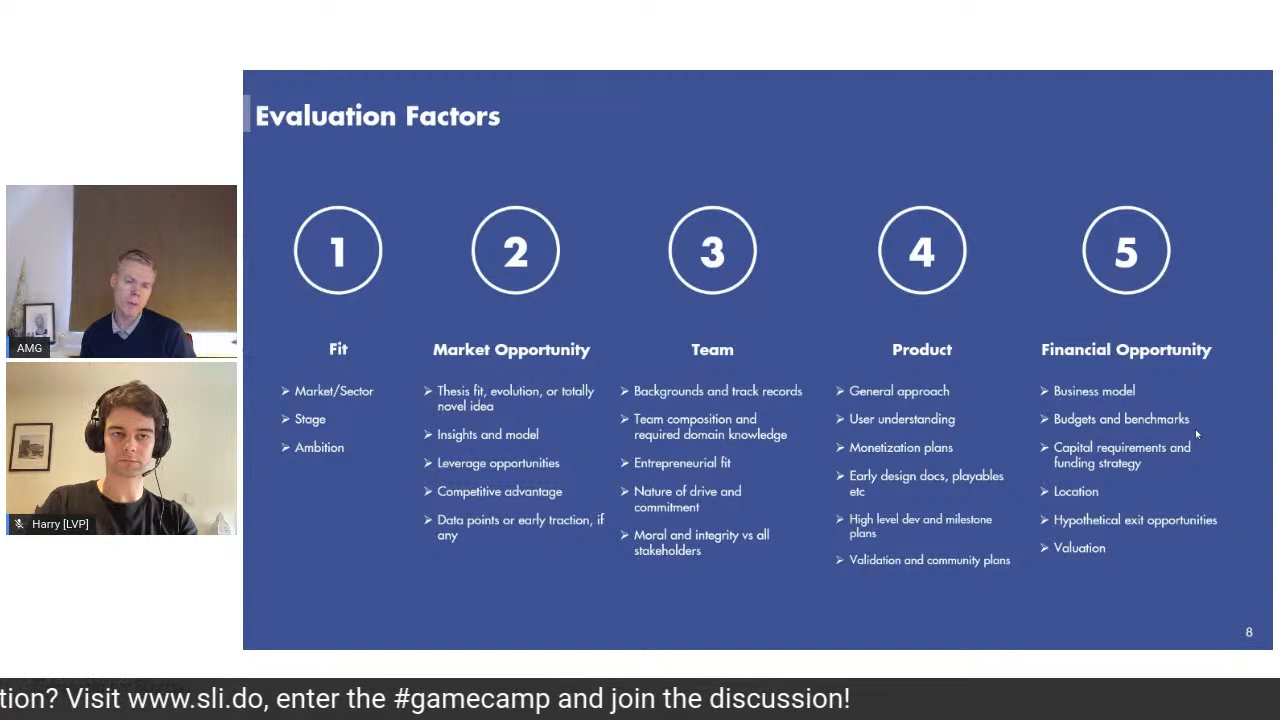 Evaluation Factors
1
2
3
4
5
Fit
➢ Market/Sector
➢ Stage
➢ Ambition
Market Opportunity
➢ Thesis fit, evolution, or totally
novel idea
➢ Insights and model
➢ Leverage opportunities
➢ Competitive advantage
➢ Data points or early traction, if
any
Team
➢ Backgrounds and track records
➢ Team composition and
required domain knowledge
➢ Entrepreneurial fit
➢ Nature of drive and
commitment
➢ Moral and integrity vs all
stakeholders
Product
➢ General approach
➢ User understanding
➢ Monetization plans
➢ Early design docs, playables
etc
➢ High level dev and milestone
plans
➢ Validation and community plans
Financial Opportunity
➢ Business model
➢ Budgets and benchmarks
➢ Capital requirements and
funding strategy
➢ Location
➢ Hypothetical exit opportunities
➢ Valuation
8
AMG
Harry [LVP]
tion? Visit www.sli.do, enter the #gamecamp and join the discussion!